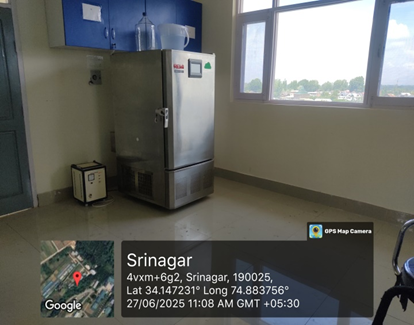 GPS Map Camera
Srinagar
4vxm+6g2, Srinagar, 190025,
Lat 34.147231° Long 74.883756°
27/06/2025 11:08 AM GMT +05:30
Google